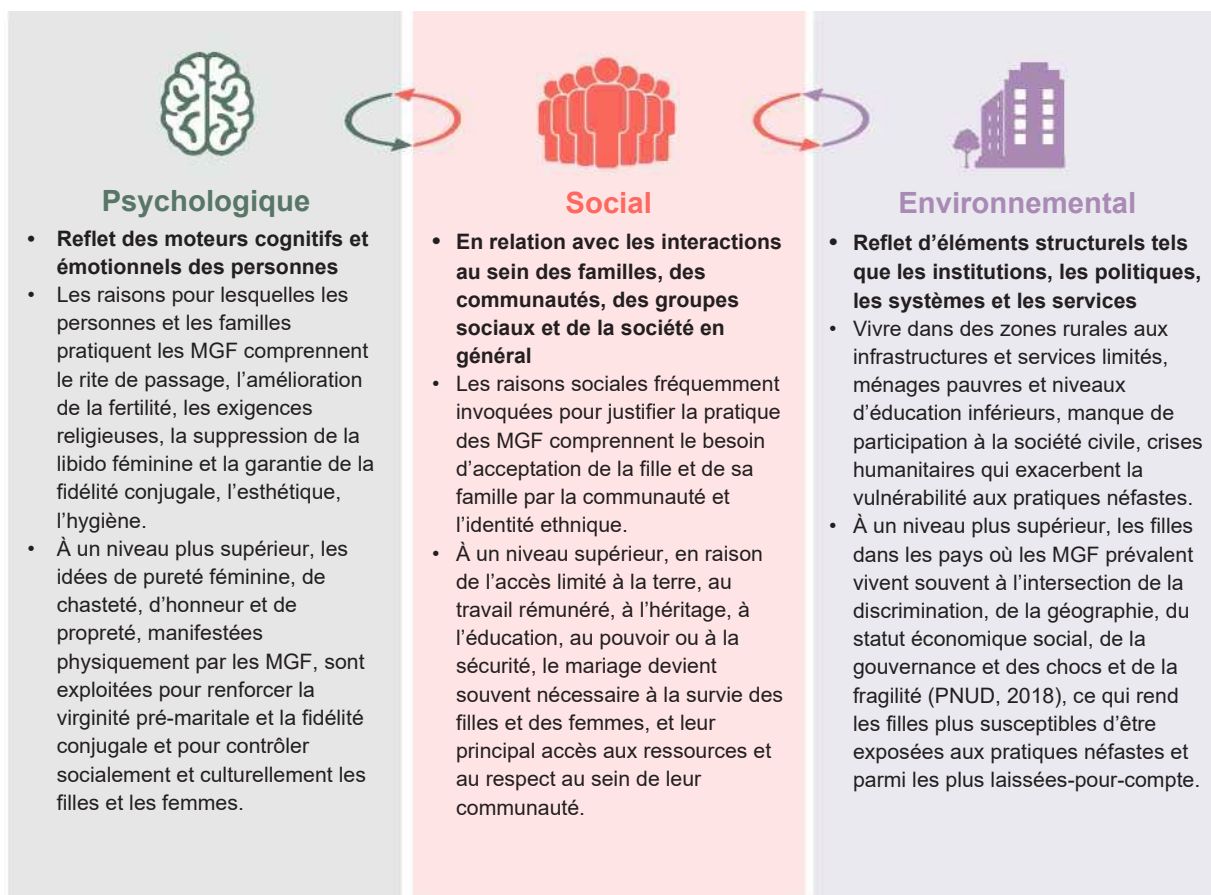 Psychologique
• Reflet des moteurs cognitifs et
émotionnels des personnes
• Les raisons pour lesquelles les
personnes et les familles
pratiquent les MGF comprennent
le rite de passage, l’amélioration
de la fertilité, les exigences
religieuses, la suppression de la
libido féminine et la garantie de la
fidélité conjugale, l’esthétique,
l’hygiène.
• À un niveau plus supérieur, les
idées de pureté féminine, de
chasteté, d’honneur et de
propreté, manifestées
physiquement par les MGF, sont
exploitées pour renforcer la
virginité pré-maritale et la fidélité
conjugale et pour contrôler
socialement et culturellement les
filles et les femmes.
Social
• En relation avec les interactions
au sein des familles, des
communautés, des groupes
sociaux et de la société en
général
• Les raisons sociales fréquemment
invoquées pour justifier la pratique
des MGF comprennent le besoin
d’acceptation de la fille et de sa
famille par la communauté et
l’identité ethnique.
• À un niveau supérieur, en raison
de l’accès limité à la terre, au
travail rémunéré, à l’héritage, à
l’éducation, au pouvoir ou à la
sécurité, le mariage devient
souvent nécessaire à la survie des
filles et des femmes, et leur
principal accès aux ressources et
au respect au sein de leur
communauté.
Environnemental
• Reflet d’éléments structurels tels
que les institutions, les politiques,
les systèmes et les services
• Vivre dans des zones rurales aux
infrastructures et services limités,
ménages pauvres et niveaux
d’éducation inférieurs, manque de
participation à la société civile, crises
humanitaires qui exacerbent la
vulnérabilité aux pratiques néfastes.
• À un niveau plus supérieur, les filles
dans les pays où les MGF prévalent
vivent souvent à l’intersection de la
discrimination, de la géographie, du
statut économique social, de la
gouvernance et des chocs et de la
fragilité (PNUD, 2018), ce qui rend
les filles plus susceptibles d’être
exposées aux pratiques néfastes et
parmi les plus laissées-pour-compte.